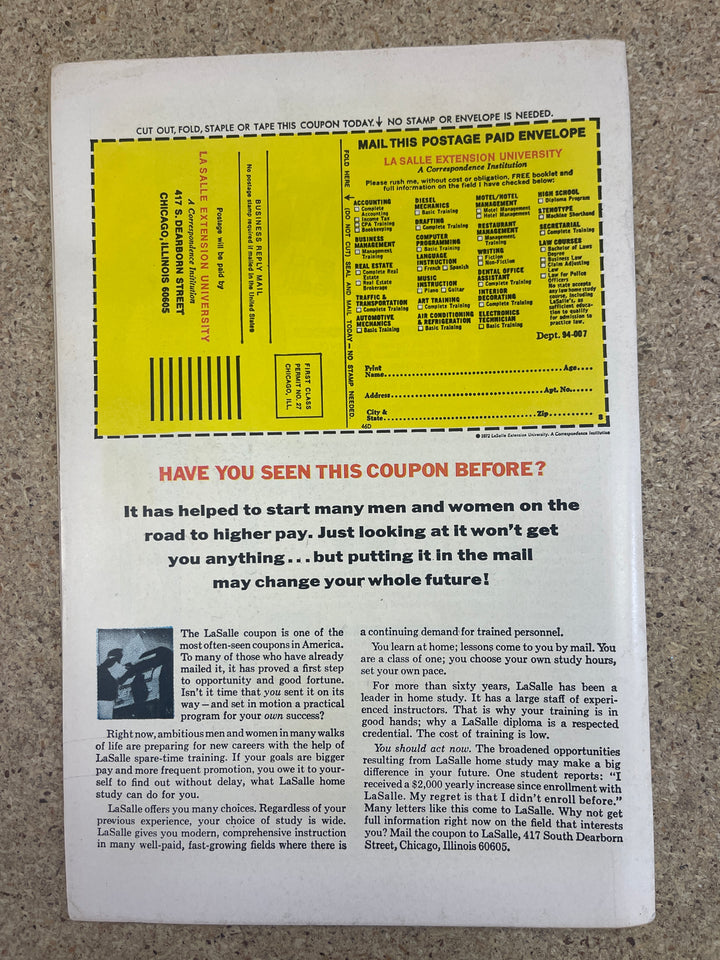 CUT OUT, FOLD, STAPLE OR TAPE THIS COUPON TODAY. NO STAMP OR ENVELOPE IS NEEDED.
LA SALLE EXTENSION UNIVERSITY
A Correspondence Institution
417 S. DEARBORN STREET
CHICAGO, ILLINOIS 60605
Postage will be paid by
BUSINESS REPLY MAIL
No postage stamp required if mailed in the United States
FIRST CLASS
PERMIT NO. 27
CHICAGO, ILL.
FOLD HERE (DO NOT CUT) SEAL AND MAIL TODAY — NO STAMP NEEDED.
MAIL THIS POSTAGE PAID ENVELOPE
LA SALLE EXTENSION UNIVERSITY
A Correspondence Institution
Please rush me, without cost or obligation, FREE booklet and
full information on the field I have checked below:
ACCOUNTING
Complete
Accounting
Income Tax
CPA Training
Bookkeeping
BUSINESS
MANAGEMENT
Management
Training
REAL ESTATE
Complete Real
Estate
Real Estate
Brokerage
TRAFFIC &
TRANSPORTATION
Complete Training
AUTOMOTIVE
MECHANICS
Basic Training
DIESEL
MECHANICS
Basic Training
DRAFTING
Complete Training
COMPUTER
PROGRAMMING
Basic Training
LANGUAGE
INSTRUCTION
French Spanish
MUSIC
INSTRUCTION
Piano Guitar
ART TRAINING
Complete Training
AIR CONDITIONING
& REFRIGERATION
Basic Training
MOTEL/HOTEL
MANAGEMENT
Motel Management
Hotel Management
RESTAURANT
MANAGEMENT
Management
Training
WRITING
Fiction
Non-Fiction
DENTAL OFFICE
ASSISTANT
Complete Training
INTERIOR
DECORATING
Complete Training
ELECTRONICS
TECHNICIAN
Basic Training
HIGH SCHOOL
Diploma Program
STENOTYPE
Machine Shorthand
SECRETARIAL
Complete Training
LAW COURSES
Bachelor of Laws
Degree
Business Law
Claim Adjusting
Law
Law for Police
Officers
No state accepts
any law home study
course, including
LaSalle's, as
sufficient educa-
tion to qualify
for admission to
practice law.
Dept. 94-007
Print
Name Age
Address Apt. No.
City &
State Zip
46D
8
© 1972 LaSalle Extension University. A Correspondence Institution
HAVE YOU SEEN THIS COUPON BEFORE?
It has helped to start many men and women on the
road to higher pay. Just looking at it won't get
you anything...but putting it in the mail
may change your whole future!
The LaSalle coupon is one of the
most often-seen coupons in America.
To many of those who have already
mailed it, it has proved a first step
to opportunity and good fortune.
Isn't it time that you sent it on its
way — and set in motion a practical
program for your own success?
Right now, ambitious men and women in many walks
of life are preparing for new careers with the help of
LaSalle spare-time training. If your goals are bigger
pay and more frequent promotion, you owe it to your-
self to find out without delay, what LaSalle home
study can do for you.
LaSalle offers you many choices. Regardless of your
previous experience, your choice of study is wide.
LaSalle gives you modern, comprehensive instruction
in many well-paid, fast-growing fields where there is
a continuing demand for trained personnel.
You learn at home; lessons come to you by mail. You
are a class of one; you choose your own study hours,
set your own pace.
For more than sixty years, LaSalle has been a
leader in home study. It has a large staff of experi-
enced instructors. That is why your training is in
good hands; why a LaSalle diploma is a respected
credential. The cost of training is low.
You should act now. The broadened opportunities
resulting from LaSalle home study may make a big
difference in your future. One student reports: "I
received a $2,000 yearly increase since enrollment with
LaSalle. My regret is that I didn't enroll before."
Many letters like this come to LaSalle. Why not get
full information right now on the field that interests
you? Mail the coupon to LaSalle, 417 South Dearborn
Street, Chicago, Illinois 60605.